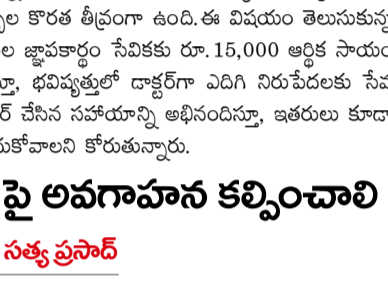 ల కొరత తీవ్రంగా ఉంది. ఈ విషయం
ల జ్ఞాపకార్థం సేవికకు రూ. 15,000 ఆర్థిక
భవిష్యత్తులో డాక్టర్‌గా ఎదిగి నిరుపేదలకు
ర్ చేసిన సహాయాన్ని అభినందిస్తూ, ఇతరులు
కోరుతున్నారు.
పై అవగాహన కల్పించాలి
సత్య ప్రసాద్